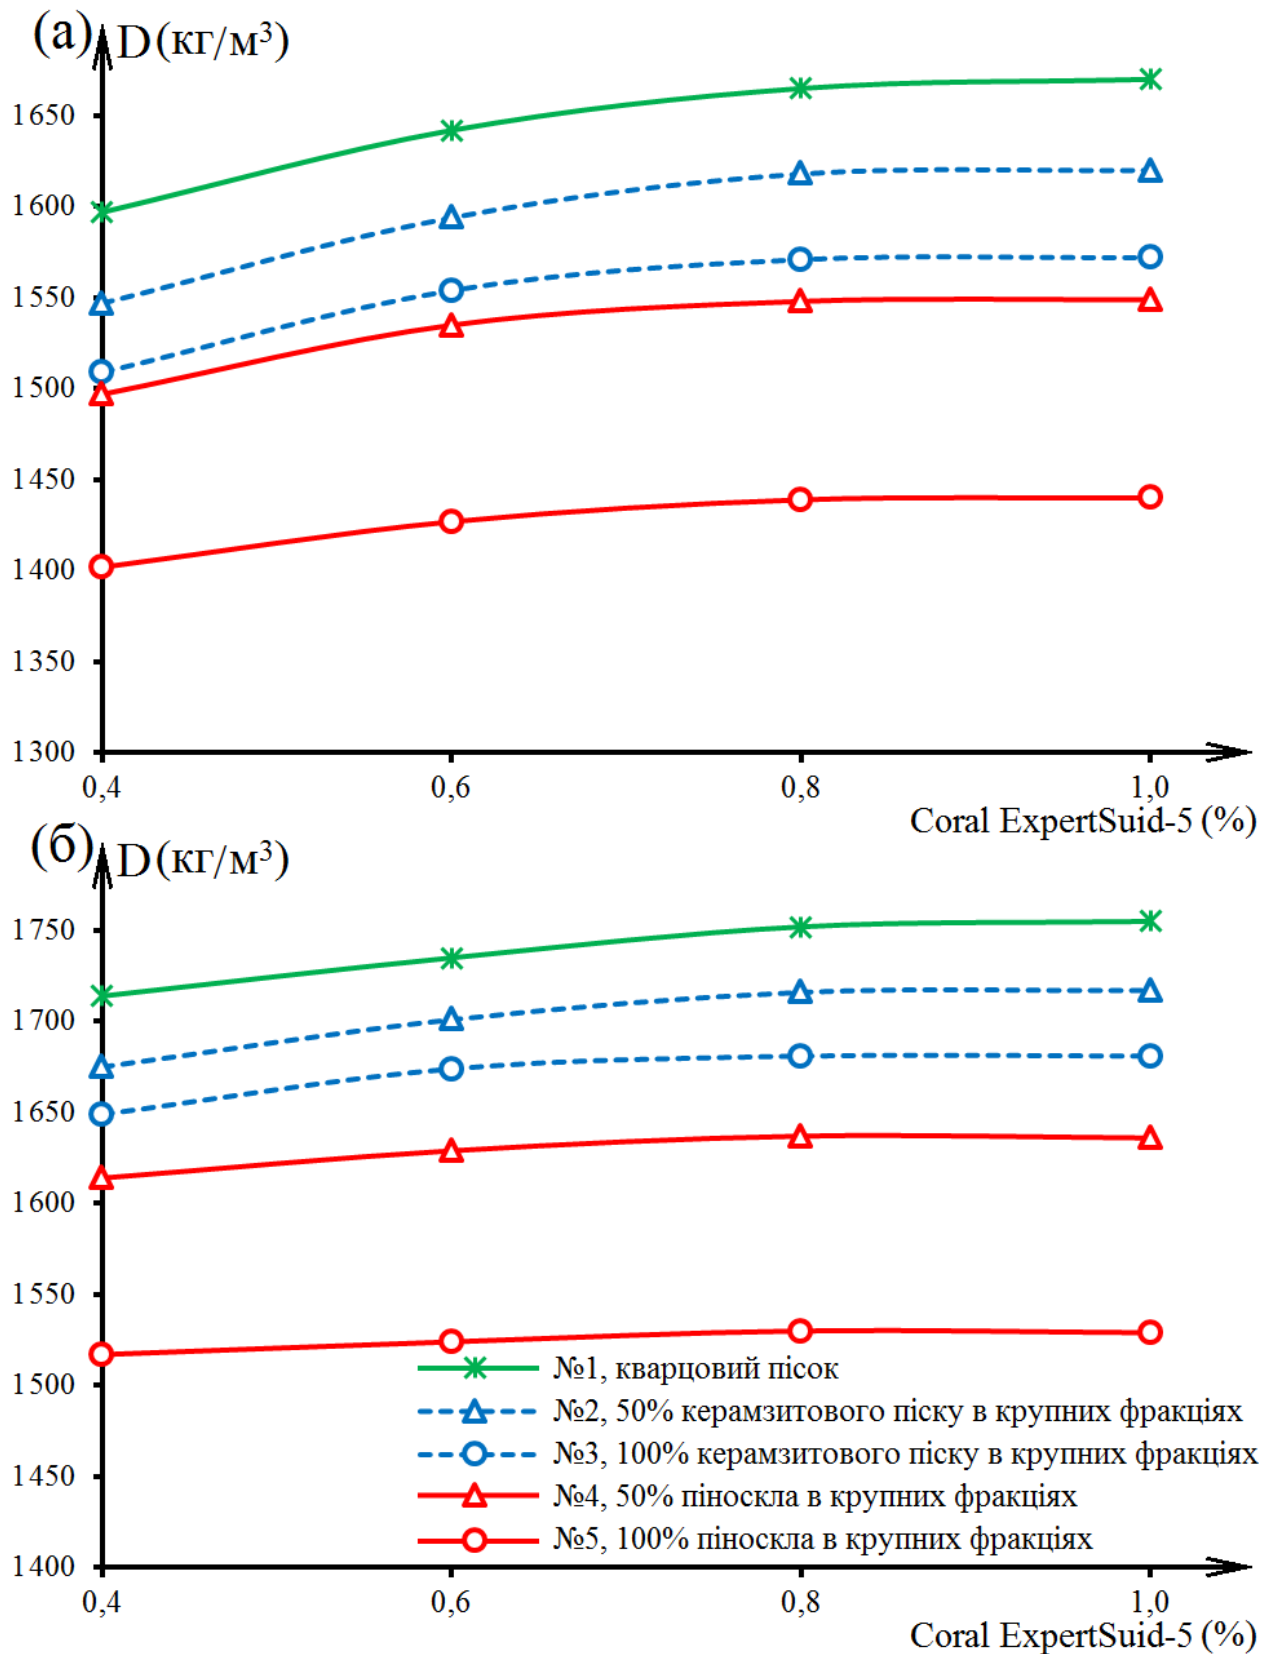 (а) D (кг/м³)
1650
1600
1550
1500
1450
1400
1350
1300
0,4 0,6 0,8 1,0
Coral ExpertSuid-5 (%)
(б) D (кг/м³)
1750
1700
1650
1600
1550
1500
1450
1400
№1, кварцовий пісок
№2, 50% керамзитового піску в крупних фракціях
№3, 100% керамзитового піску в крупних фракціях
№4, 50% піноскла в крупних фракціях
№5, 100% піноскла в крупних фракціях
0,4 0,6 0,8 1,0
Coral ExpertSuid-5 (%)